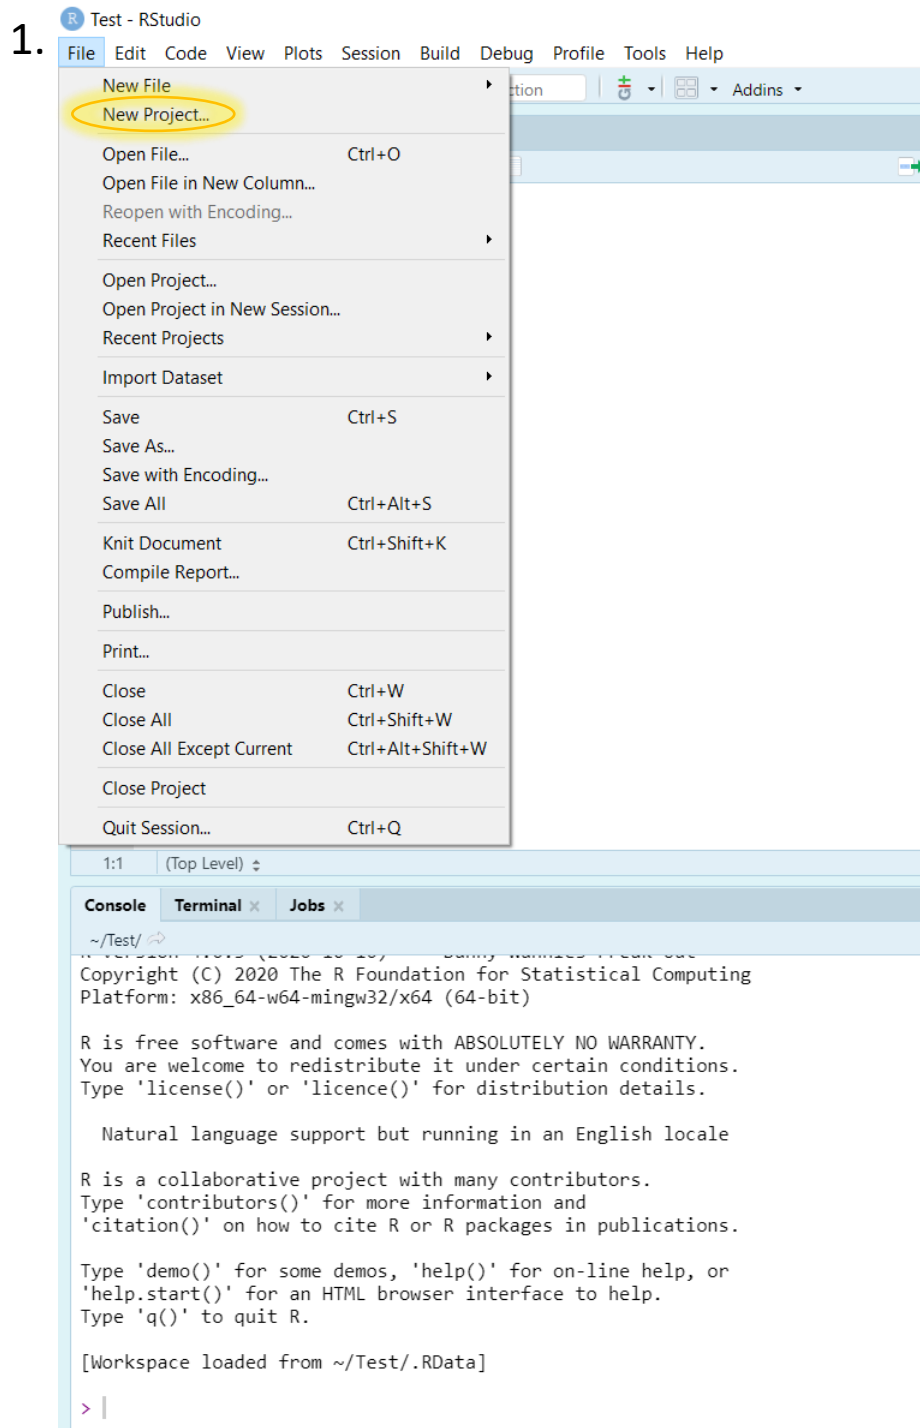 1.
R Test - RStudio
File Edit Code View Plots Session Build Debug Profile Tools Help
New File
Addins
New Project...
Open File... Ctrl+O
Open File in New Column...
Reopen with Encoding...
Recent Files
Open Project...
Open Project in New Session...
Recent Projects
Import Dataset
Save Ctrl+S
Save As...
Save with Encoding...
Save All Ctrl+Alt+S
Knit Document Ctrl+Shift+K
Compile Report...
Publish...
Print...
Close Ctrl+W
Close All Ctrl+Shift+W
Close All Except Current Ctrl+Alt+Shift+W
Close Project
Quit Session... Ctrl+Q
1:1 (Top Level)
Console Terminal Jobs
~/Test/
Copyright (C) 2020 The R Foundation for Statistical Computing
Platform: x86_64-w64-mingw32/x64 (64-bit)
R is free software and comes with ABSOLUTELY NO WARRANTY.
You are welcome to redistribute it under certain conditions.
Type 'license()' or 'licence()' for distribution details.
Natural language support but running in an English locale
R is a collaborative project with many contributors.
Type 'contributors()' for more information and
'citation()' on how to cite R or R packages in publications.
Type 'demo()' for some demos, 'help()' for on-line help, or
'help.start()' for an HTML browser interface to help.
Type 'q()' to quit R.
[Workspace loaded from ~/Test/.RData]
>